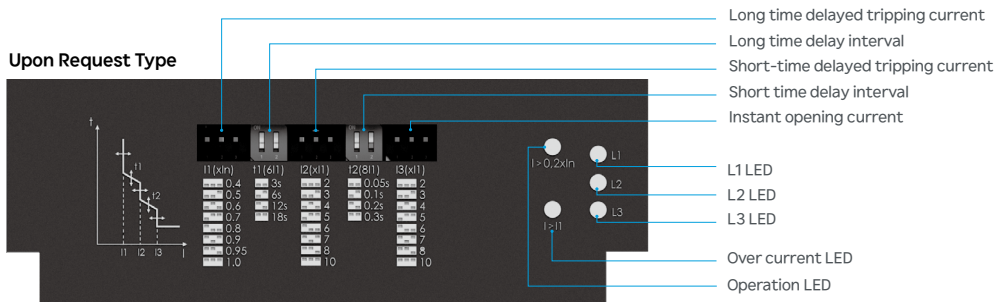 Upon Request Type
Long time delayed tripping current
Long time delay interval
Short-time delayed tripping current
Short time delay interval
Instant opening current
L1 LED
L2 LED
L3 LED
Over current LED
Operation LED
t
t1
t2
I1 I2 I3 I
I1(xIn)
0.4
0.5
0.6
0.7
0.8
0.9
0.95
1.0
t1(6I1)
3s
6s
12s
18s
I2(xI1)
2
3
4
5
6
7
8
10
t2(8I1)
0.05s
0.1s
0.2s
0.3s
I3(xI1)
2
3
4
5
6
7
8
10
1 2
1 2
I>0,2xIn
I>I1
L1
L2
L3